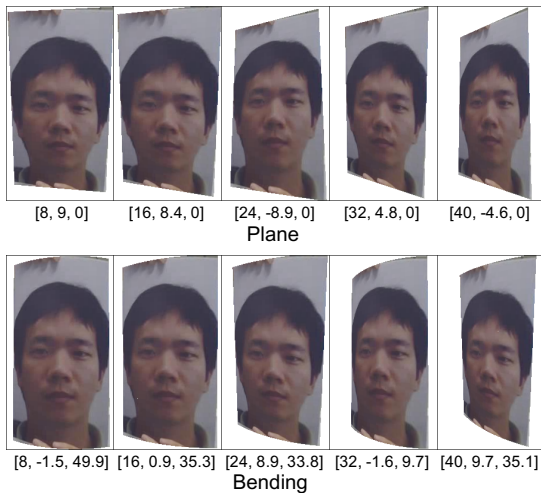 [8, 9, 0] [16, 8.4, 0] [24, -8.9, 0] [32, 4.8, 0] [40, -4.6, 0]
Plane
[8, -1.5, 49.9] [16, 0.9, 35.3] [24, 8.9, 33.8] [32, -1.6, 9.7] [40, 9.7, 35.1]
Bending